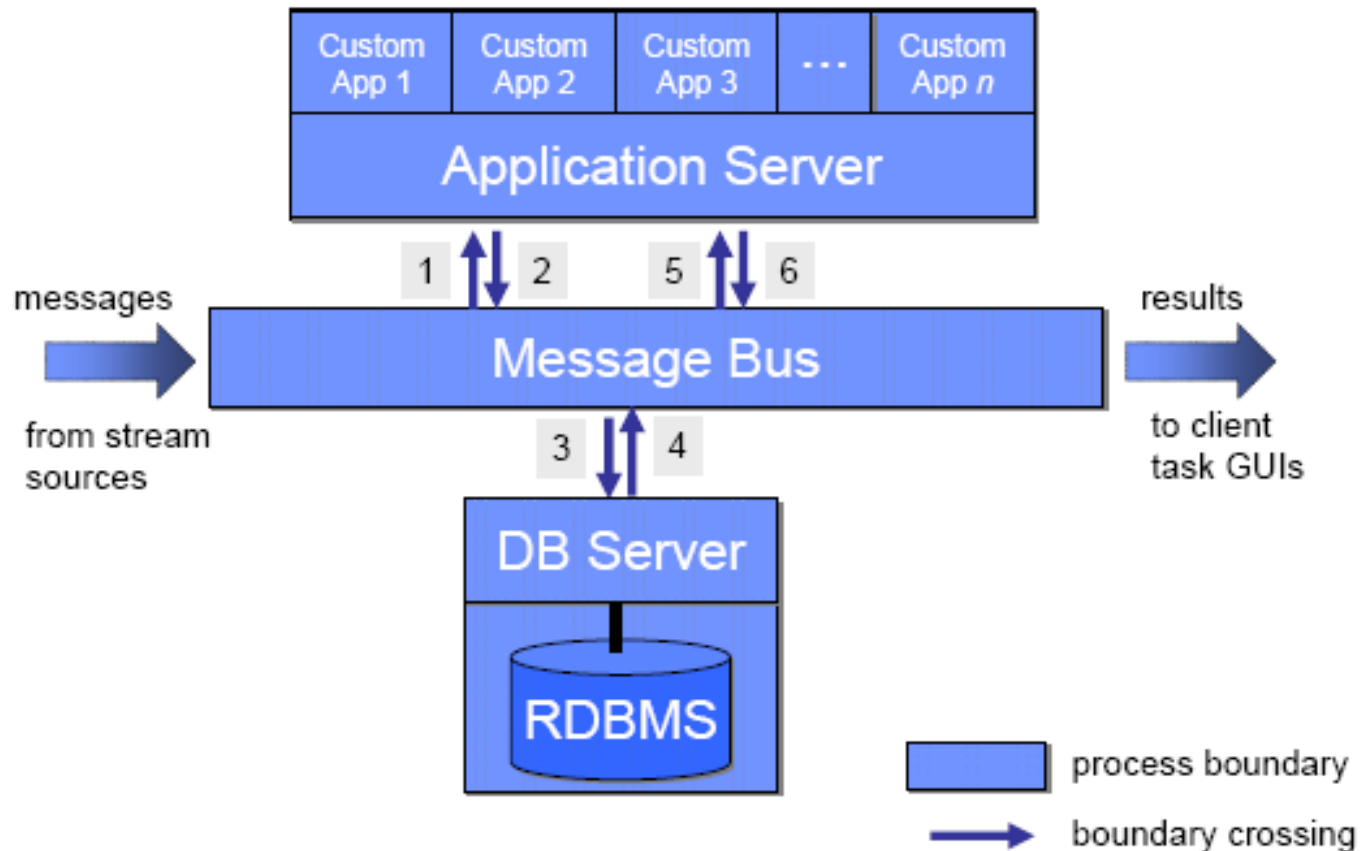 Custom
App 1
Custom
App 2
Custom
App 3
...
Custom
App n
Application Server
1
2
5
6
messages
results
Message Bus
from stream
sources
3
4
to client
task GUIs
DB Server
RDBMS
process boundary
boundary crossing